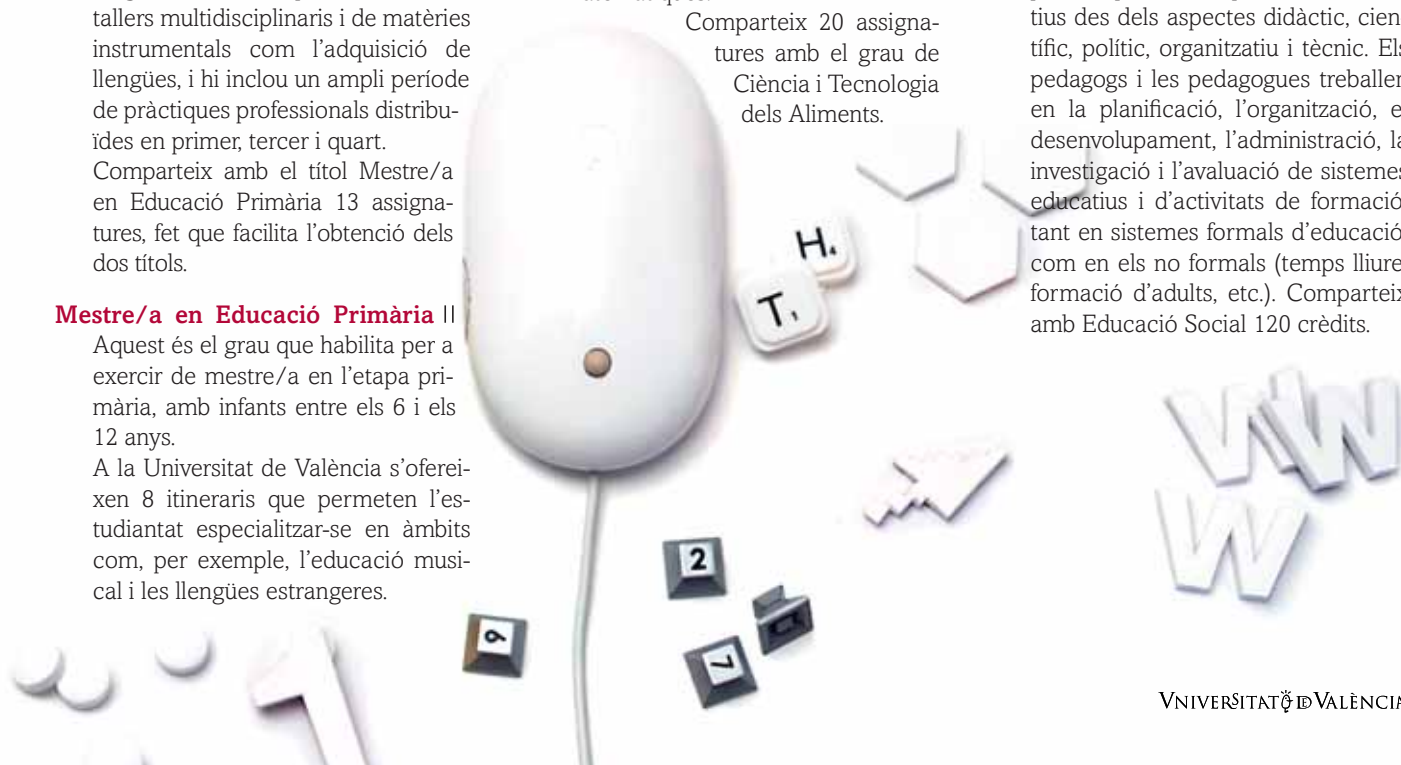 tallers multidisciplinaris i de matèries
instrumentals com l'adquisició de
llengües, i hi inclou un ampli període
de pràctiques professionals distribu-
ïdes en primer, tercer i quart.
Comparteix amb el títol Mestre/a
en Educació Primària 13 assigna-
tures, fet que facilita l'obtenció dels
dos títols.
Mestre/a en Educació Primària II
Aquest és el grau que habilita per a
exercir de mestre/a en l'etapa pri-
mària, amb infants entre els 6 i els
12 anys.
A la Universitat de València s'oferei-
xen 8 itineraris que permeten l'es-
tudiantat especialitzar-se en àmbits
com, per exemple, l'educació musi-
cal i les llengües estrangeres.
Comparteix 20 assigna-
tures amb el grau de
Ciència i Tecnologia
dels Aliments.
tius des dels aspectes didàctic, cien
tífic, polític, organitzatiu i tècnic. Els
pedagogs i les pedagogues treballen
en la planificació, l'organització, e
desenvolupament, l'administració, la
investigació i l'avaluació de sistemes
educatius i d'activitats de formació
tant en sistemes formals d'educació
com en els no formals (temps lliure
formació d'adults, etc.). Comparteix
amb Educació Social 120 crèdits.
H4
T1
2
9
7
W W
W
VNIVERSITAT DE VALÈNCIA